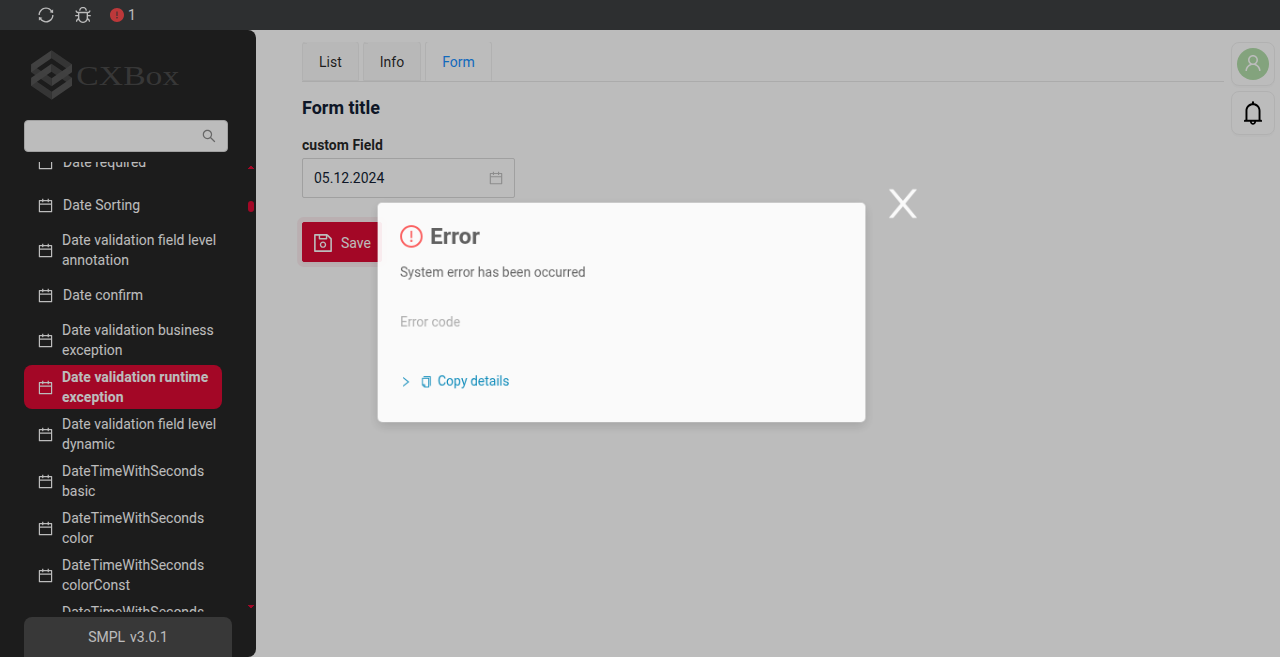 1
CXBox
List
Info
Form
Form title
custom Field
05.12.2024
Save
Error
System error has been occurred
Error code
Copy details
Date required
Date Sorting
Date validation field level
annotation
Date confirm
Date validation business
exception
Date validation runtime
exception
Date validation field level
dynamic
DateTimeWithSeconds
basic
DateTimeWithSeconds
color
DateTimeWithSeconds
colorConst
DateTimeWithSeconds
SMPL v3.0.1